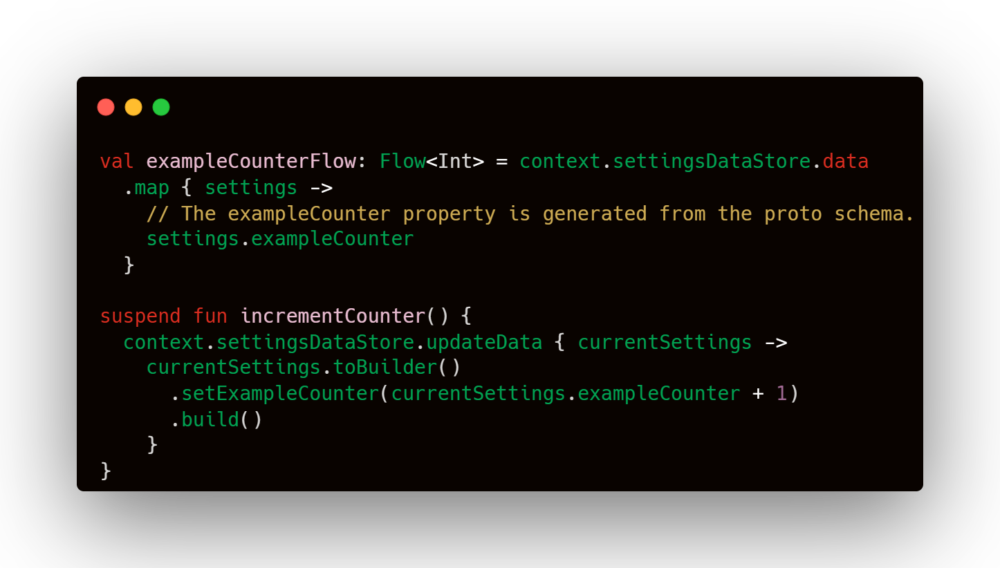 val exampleCounterFlow: Flow<Int> = context.settingsDataStore.data
  .map { settings ->
    // The exampleCounter property is generated from the proto schema.
    settings.exampleCounter
  }

suspend fun incrementCounter() {
  context.settingsDataStore.updateData { currentSettings ->
    currentSettings.toBuilder()
      .setExampleCounter(currentSettings.exampleCounter + 1)
      .build()
    }
}